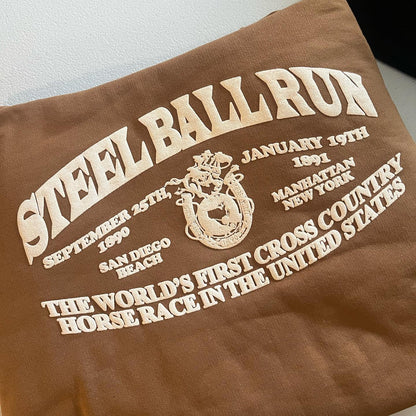 STEEL BALL RUN
SEPTEMBER 25TH,
1890
SAN DIEGO
BEACH
JANUARY 19TH
1891
MANHATTAN
NEW YORK
THE WORLD'S FIRST CROSS COUNTRY
HORSE RACE IN THE UNITED STATES